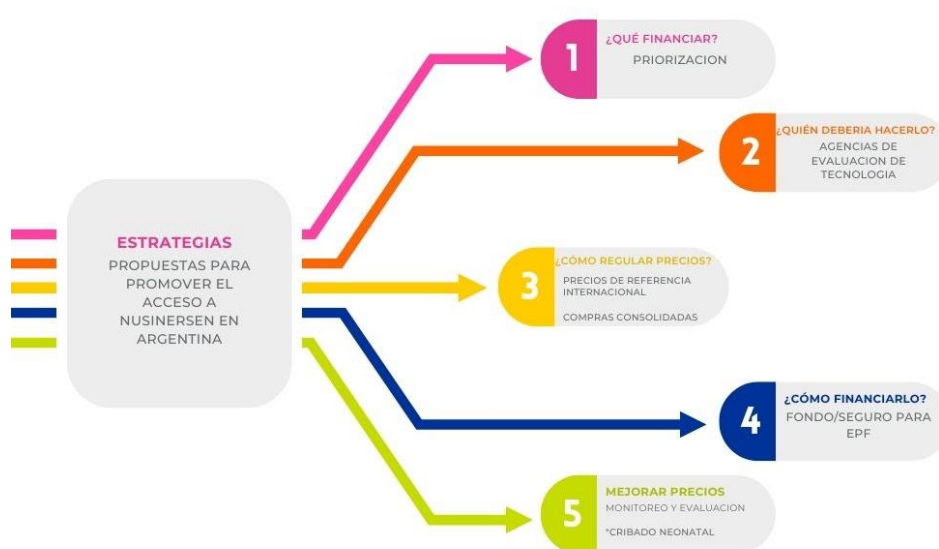 ESTRATEGIAS
PROPUESTAS PARA
PROMOVER EL
ACCESO A
NUSINERSEN EN
ARGENTINA
1
¿QUÉ FINANCIAR?
PRIORIZACION
2
¿QUIÉN DEBERIA HACERLO?
AGENCIAS DE
EVALUACION DE
TECNOLOGIA
3
¿CÓMO REGULAR PRECIOS?
PRECIOS DE REFERENCIA
INTERNACIONAL
COMPRAS CONSOLIDADAS
4
¿CÓMO FINANCIARLO?
FONDO/SEGURO PARA
EPF
5
MEJORAR PRECIOS
MONITOREO Y EVALUACION
*CRIBADO NEONATAL